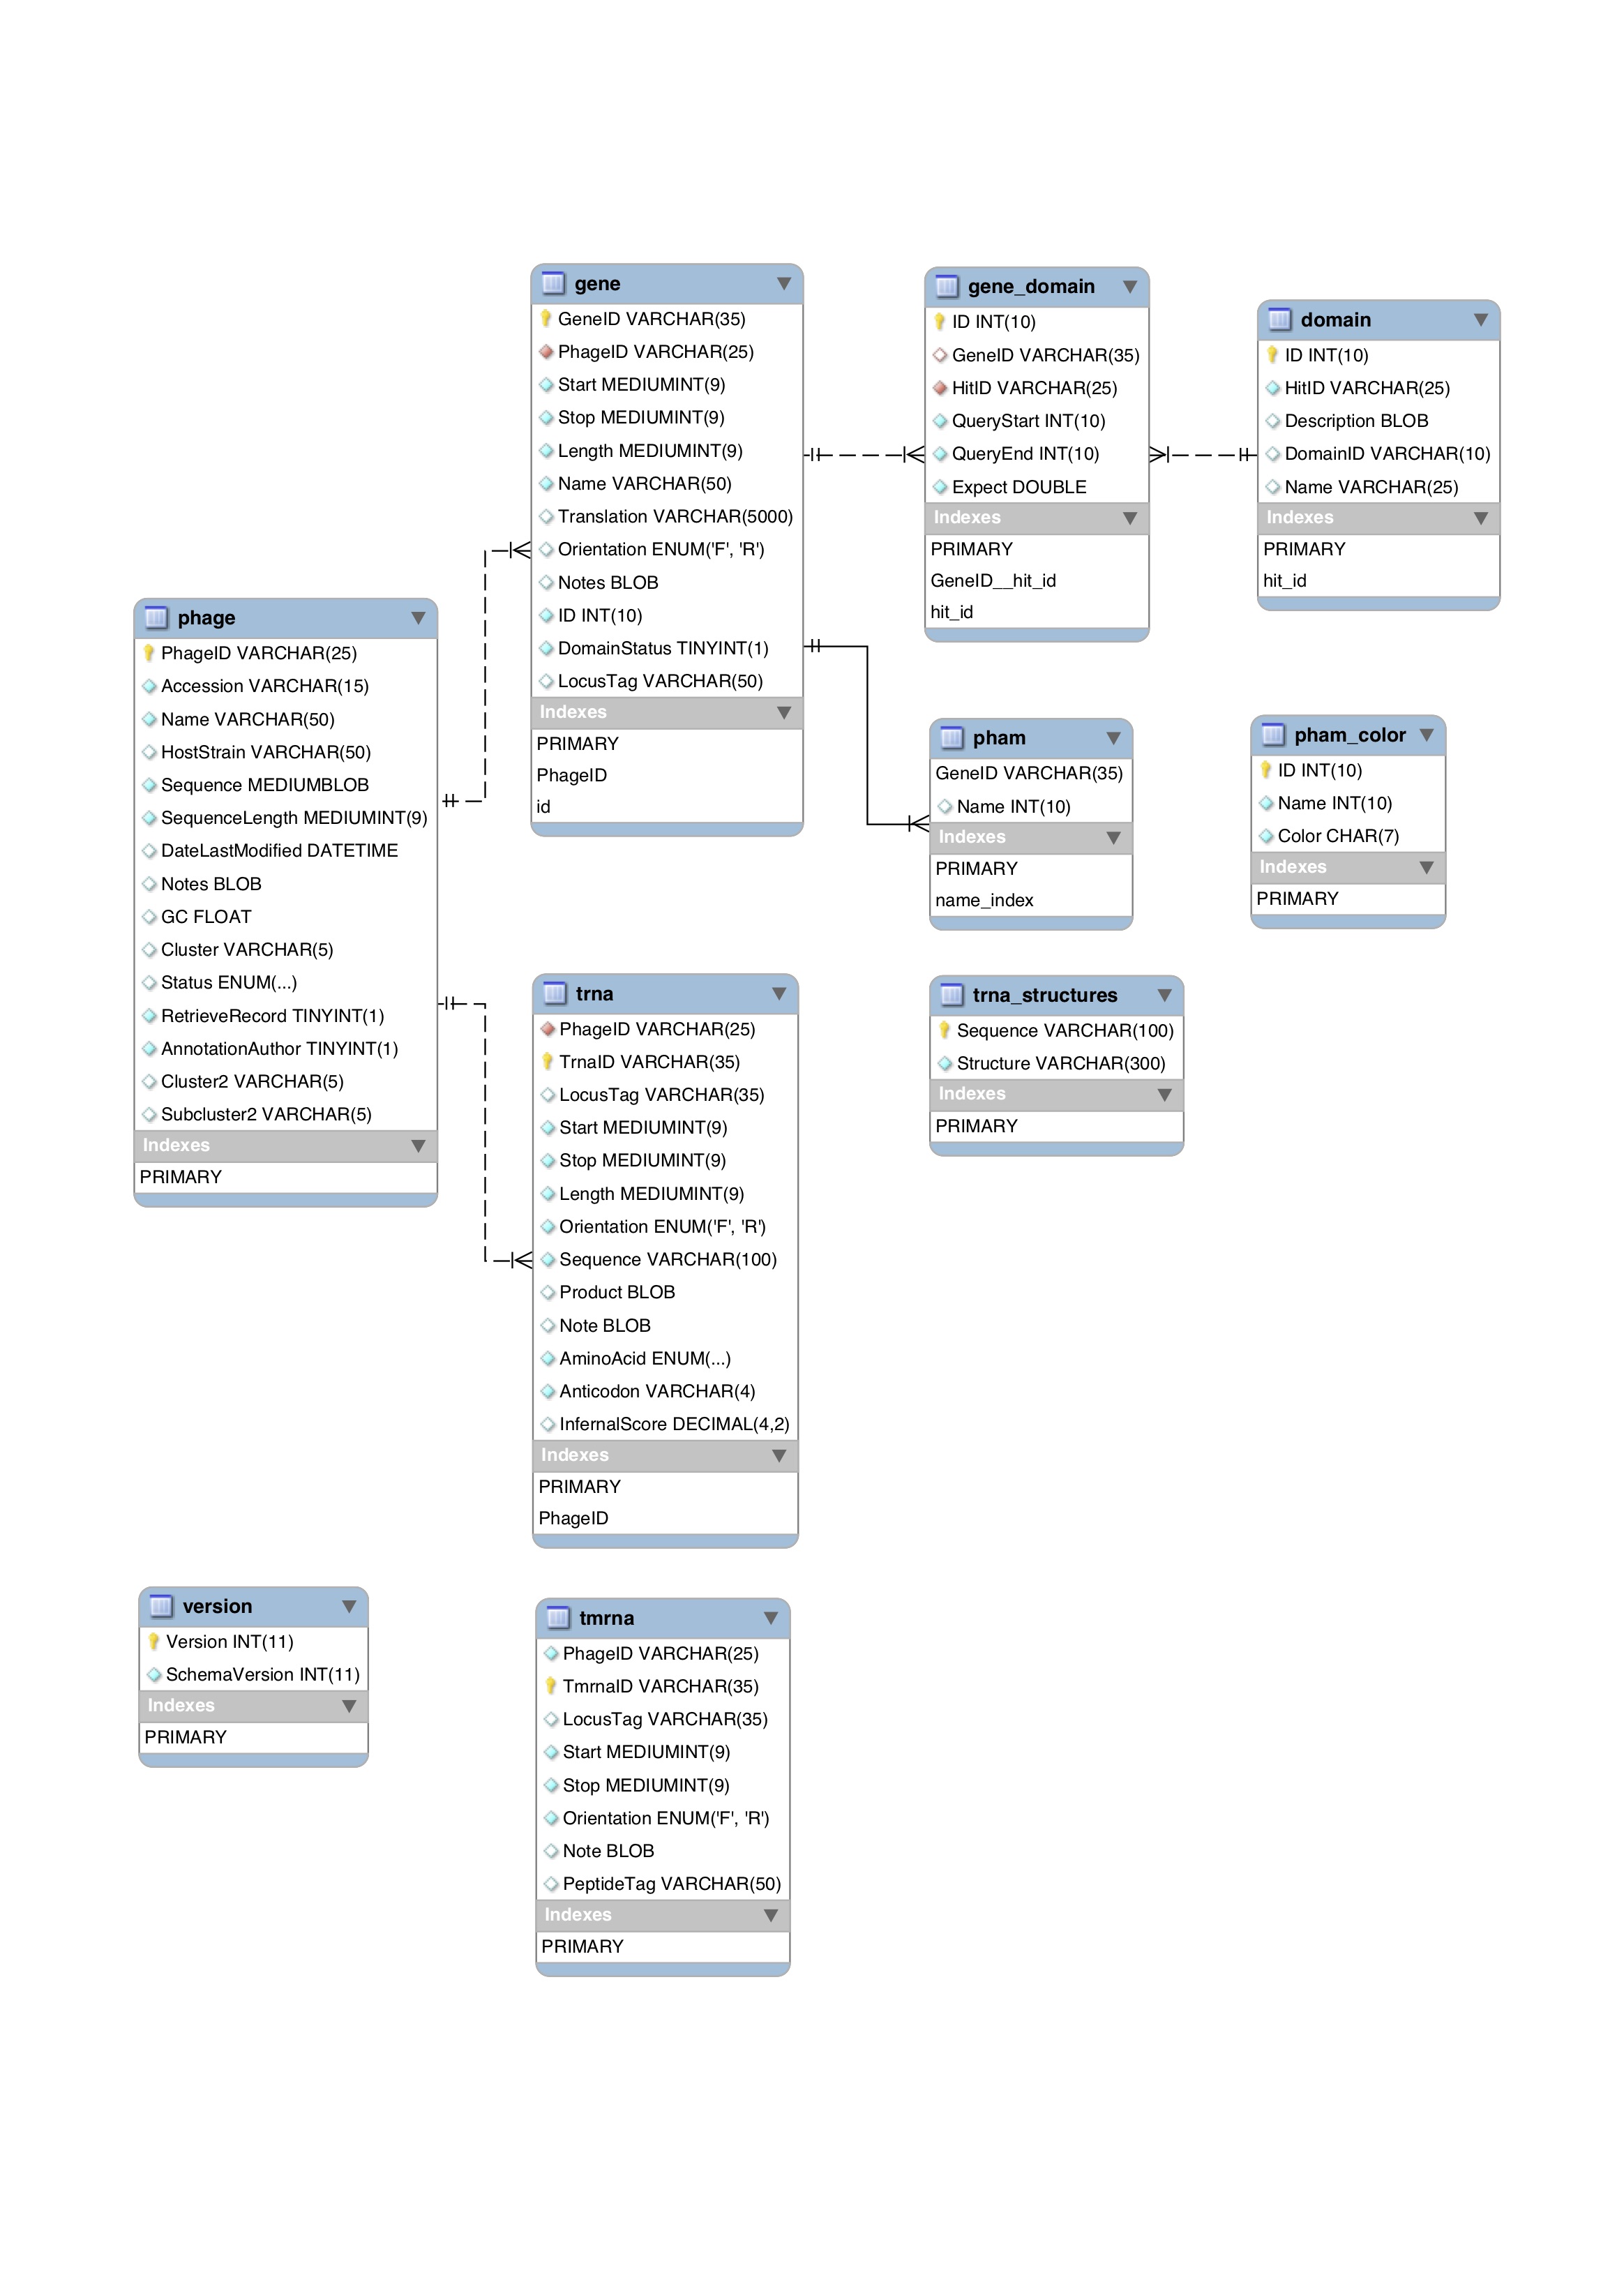 gene
GeneID VARCHAR(35)
PhageID VARCHAR(25)
Start MEDIUMINT(9)
Stop MEDIUMINT(9)
Length MEDIUMINT(9)
Name VARCHAR(50)
Translation VARCHAR(5000)
Orientation ENUM('F', 'R')
Notes BLOB
ID INT(10)
DomainStatus TINYINT(1)
LocusTag VARCHAR(50)
Indexes
PRIMARY
PhageID
id
gene_domain
ID INT(10)
GeneID VARCHAR(35)
HitID VARCHAR(25)
QueryStart INT(10)
QueryEnd INT(10)
Expect DOUBLE
Indexes
PRIMARY
GeneID__hit_id
hit_id
domain
ID INT(10)
HitID VARCHAR(25)
Description BLOB
DomainID VARCHAR(10)
Name VARCHAR(25)
Indexes
PRIMARY
hit_id
phage
PhageID VARCHAR(25)
Accession VARCHAR(15)
Name VARCHAR(50)
HostStrain VARCHAR(50)
Sequence MEDIUMBLOB
SequenceLength MEDIUMINT(9)
DateLastModified DATETIME
Notes BLOB
GC FLOAT
Cluster VARCHAR(5)
Status ENUM(...)
RetrieveRecord TINYINT(1)
AnnotationAuthor TINYINT(1)
Cluster2 VARCHAR(5)
Subcluster2 VARCHAR(5)
Indexes
PRIMARY
pham
GeneID VARCHAR(35)
Name INT(10)
Indexes
PRIMARY
name_index
pham_color
ID INT(10)
Name INT(10)
Color CHAR(7)
Indexes
PRIMARY
trna
PhageID VARCHAR(25)
TrnaID VARCHAR(35)
LocusTag VARCHAR(35)
Start MEDIUMINT(9)
Stop MEDIUMINT(9)
Length MEDIUMINT(9)
Orientation ENUM('F', 'R')
Sequence VARCHAR(100)
Product BLOB
Note BLOB
AminoAcid ENUM(...)
Anticodon VARCHAR(4)
InfernalScore DECIMAL(4,2)
Indexes
PRIMARY
PhageID
trna_structures
Sequence VARCHAR(100)
Structure VARCHAR(300)
Indexes
PRIMARY
version
Version INT(11)
SchemaVersion INT(11)
Indexes
PRIMARY
tmrna
PhageID VARCHAR(25)
TmrnaID VARCHAR(35)
LocusTag VARCHAR(35)
Start MEDIUMINT(9)
Stop MEDIUMINT(9)
Orientation ENUM('F', 'R')
Note BLOB
PeptideTag VARCHAR(50)
Indexes
PRIMARY